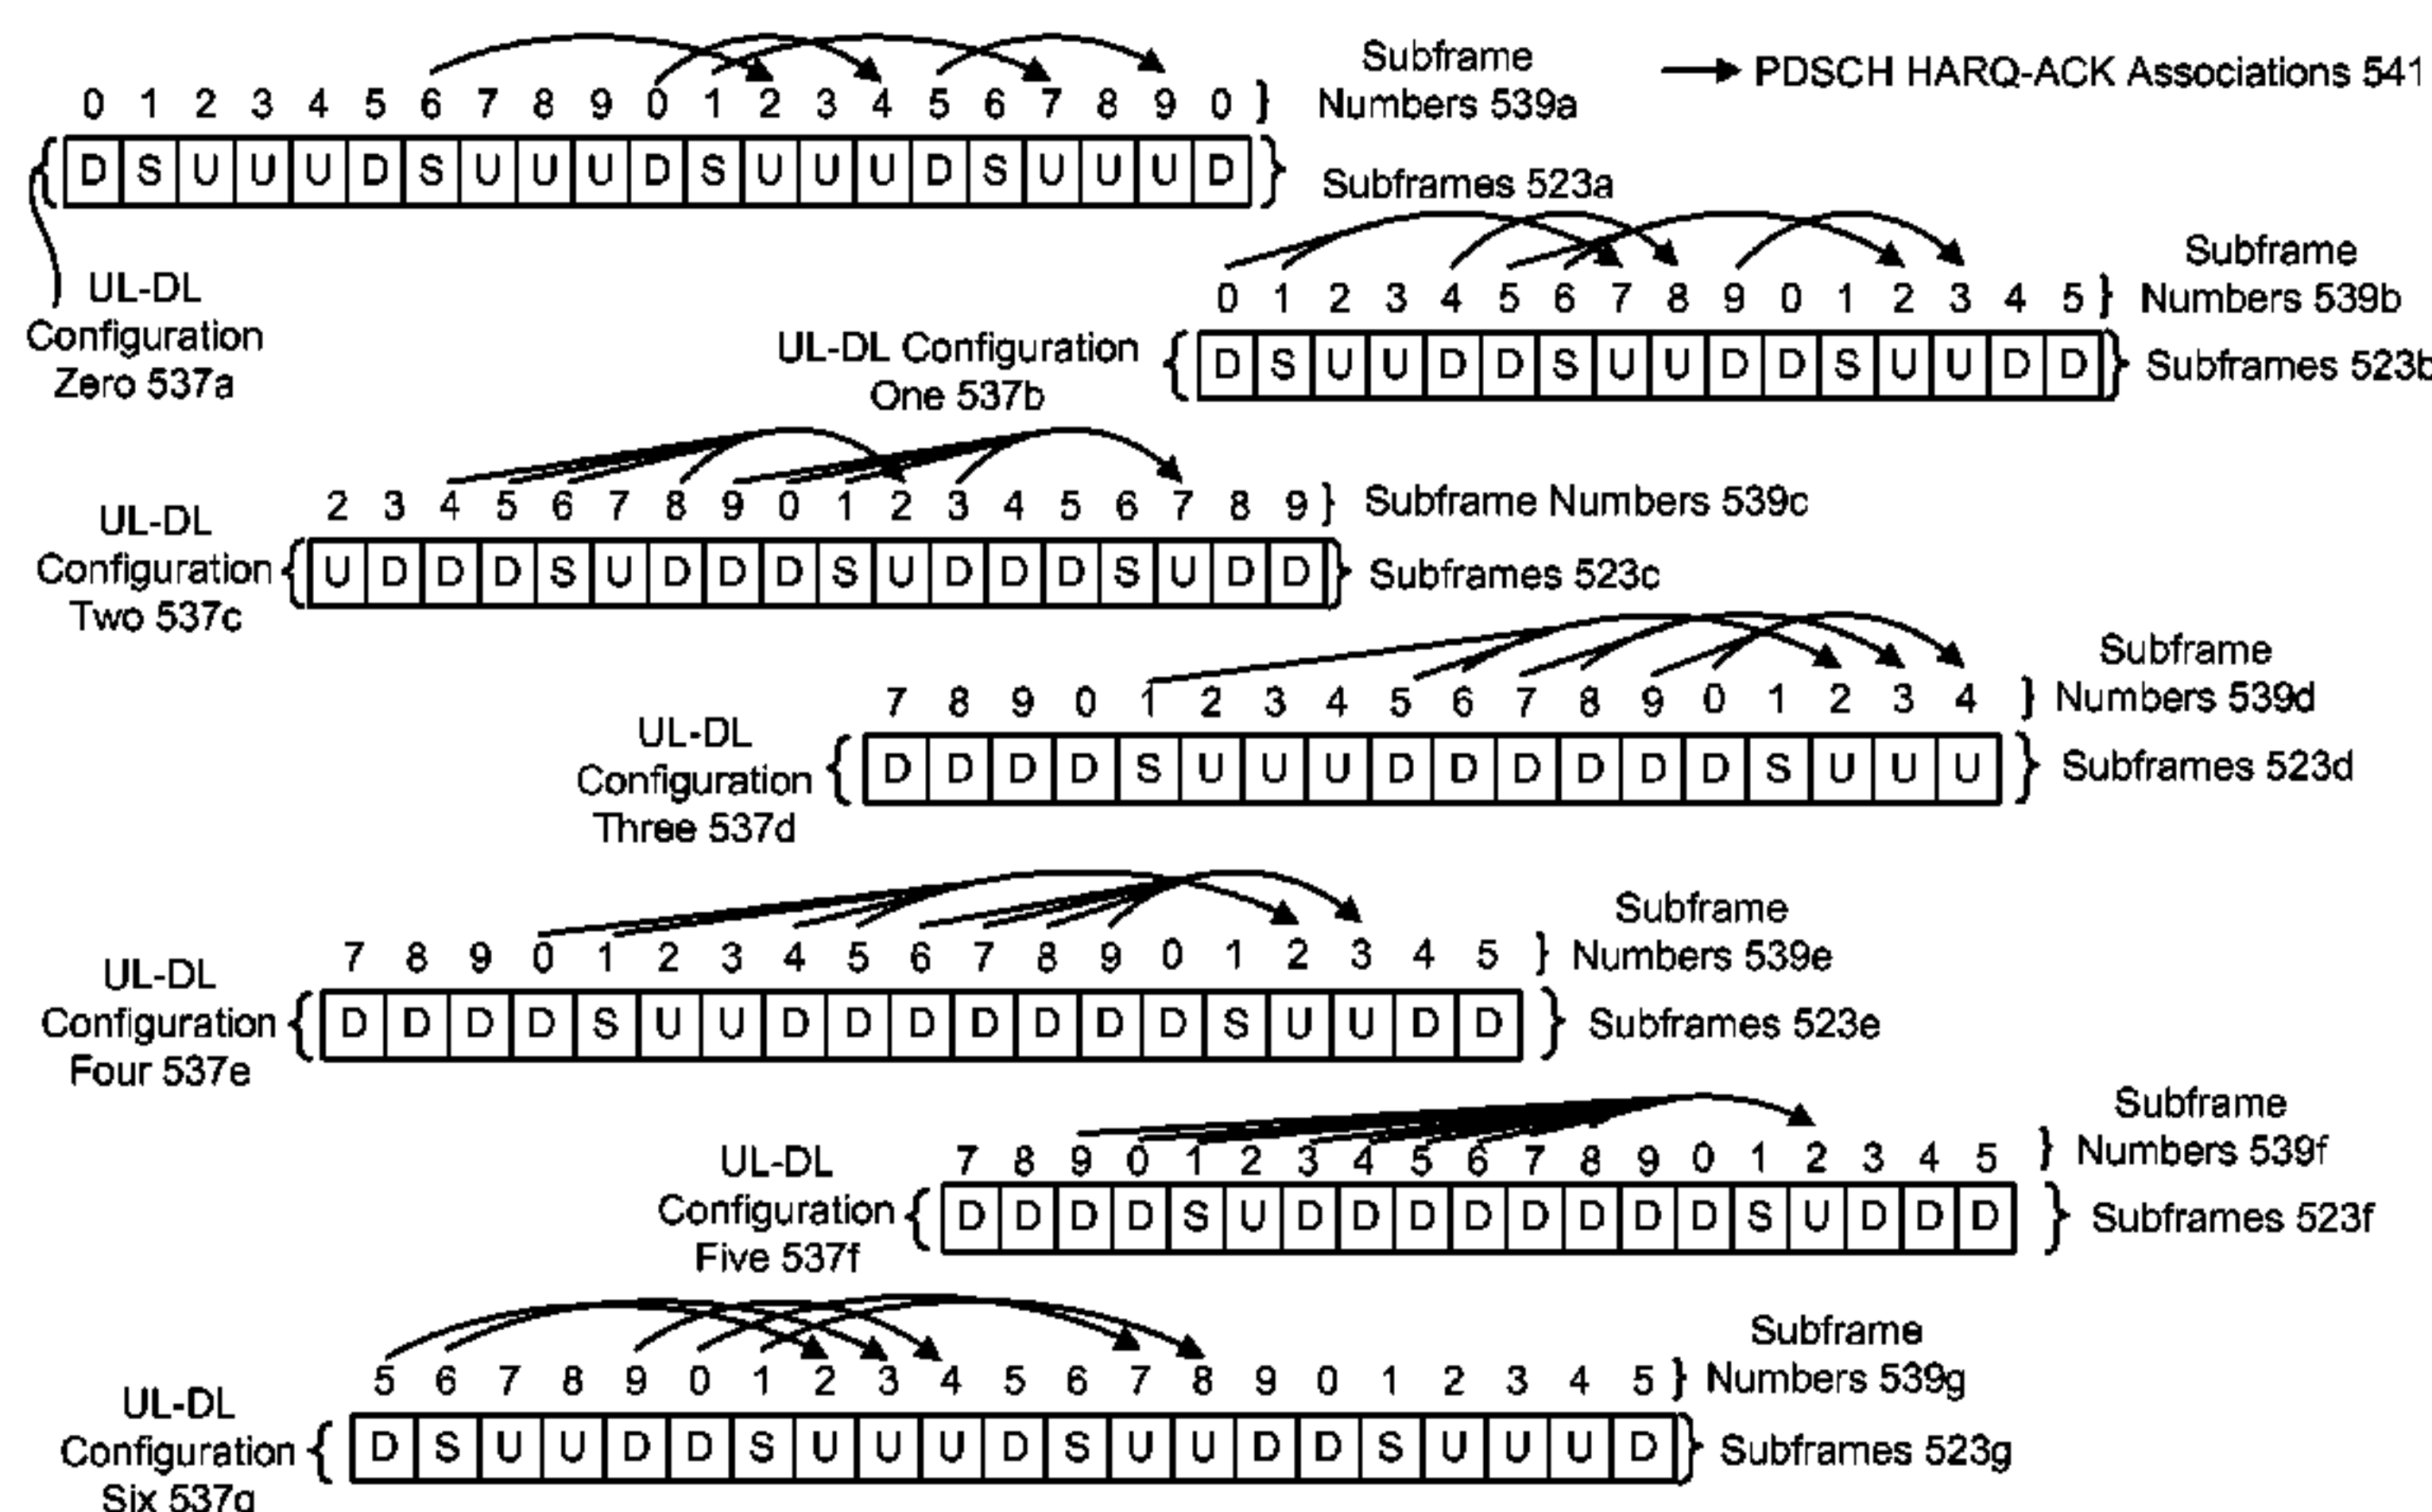 Subframe
Numbers 539a
PDSCH HARQ-ACK Associations 541
0 1 2 3 4 5 6 7 8 9 0 1 2 3 4 5 6 7 8 9 0 }
D S U U U D S U U U D S U U U D S U U U D
Subframes 523a
UL-DL
Configuration
Zero 537a
Subframe
Numbers 539b
0 1 2 3 4 5 6 7 8 9 0 1 2 3 4 5 }
UL-DL Configuration
One 537b
D S U U D D S U U D D S U U D D
Subframes 523b
2 3 4 5 6 7 8 9 0 1 2 3 4 5 6 7 8 9 }
Subframe Numbers 539c
UL-DL
Configuration
Two 537c
U D D D S U D D D S U D D D S U D D
Subframes 523c
Subframe
Numbers 539d
7 8 9 0 1 2 3 4 5 6 7 8 9 0 1 2 3 4 }
UL-DL
Configuration
Three 537d
D D D D S U U U D D D D D D S U U U
Subframes 523d
Subframe
Numbers 539e
7 8 9 0 1 2 3 4 5 6 7 8 9 0 1 2 3 4 5 }
UL-DL
Configuration
Four 537e
D D D D S U U D D D D D D D S U U D D
Subframes 523e
Subframe
Numbers 539f
7 8 9 0 1 2 3 4 5 6 7 8 9 0 1 2 3 4 5 }
UL-DL
Configuration
Five 537f
D D D D S U D D D D D D D D S U D D D
Subframes 523f
Subframe
Numbers 539g
5 6 7 8 9 0 1 2 3 4 5 6 7 8 9 0 1 2 3 4 5 }
UL-DL
Configuration
Six 537g
D S U U D D S U U U D S U U D D S U U U D
Subframes 523g